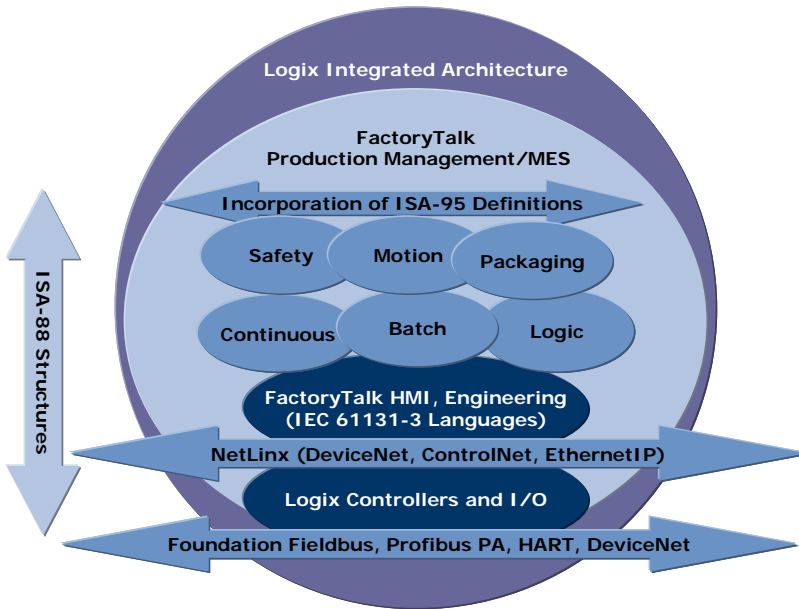 Logix Integrated Architecture
FactoryTalk
Production Management/MES
Incorporation of ISA-95 Definitions
Safety
Motion
Packaging
Continuous
Batch
Logic
ISA-88 Structures
FactoryTalk HMI, Engineering
(IEC 61131-3 Languages)
NetLinx (DeviceNet, ControlNet, EthernetIP)
Logix Controllers and I/O
Foundation Fieldbus, Profibus PA, HART, DeviceNet